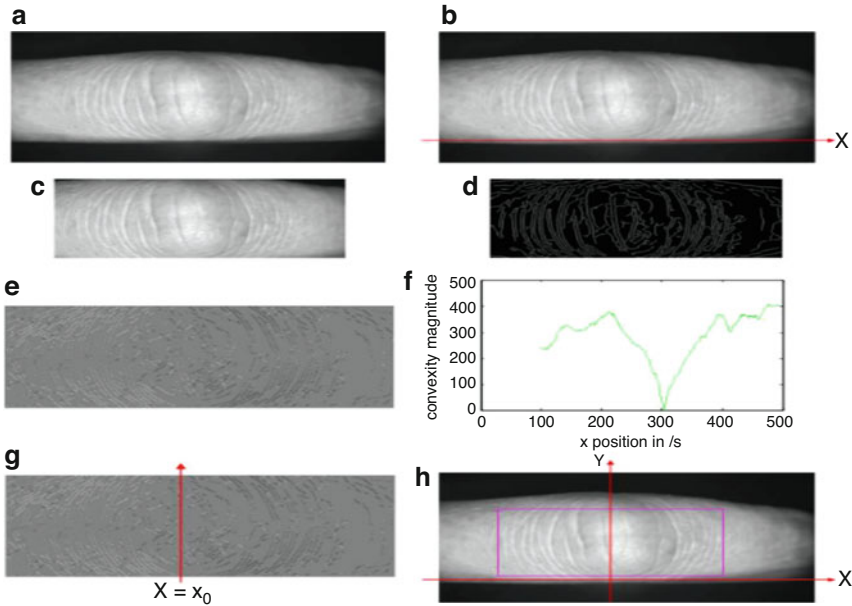 a
b
X
c
d
e
f
convexity magnitude
500
400
300
200
100
0
0 100 200 300 400 500
x position in /s
g
X = x0
h
Y
X